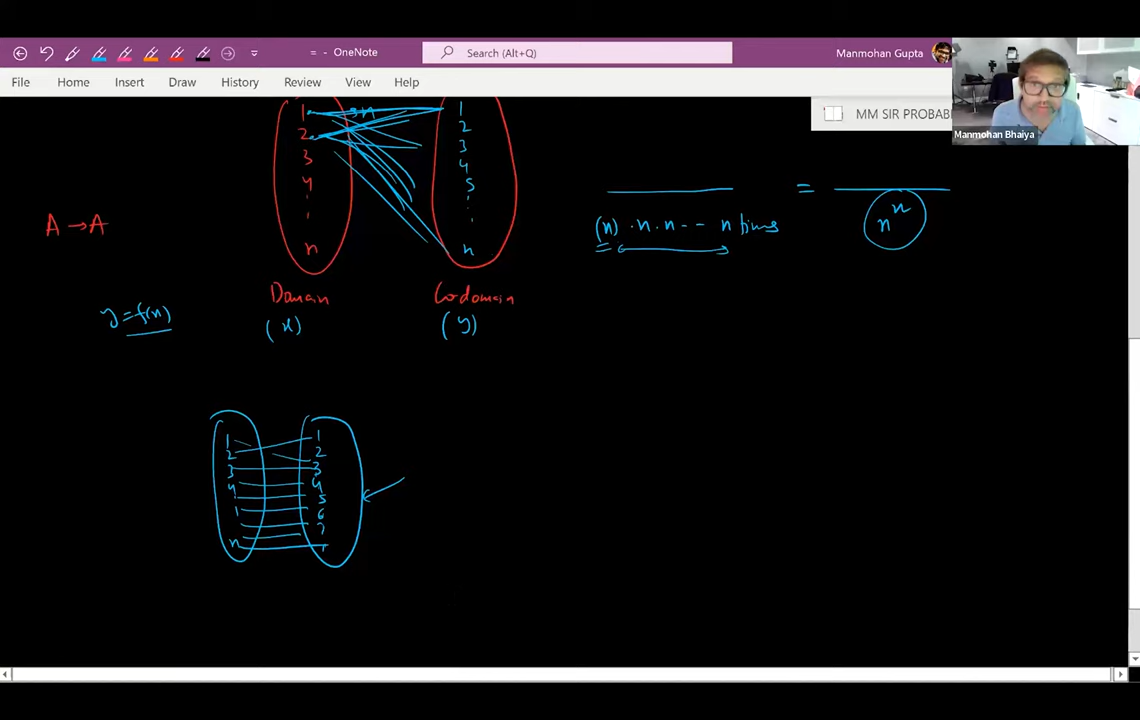 = - OneNote
Search (Alt+Q)
Manmohan Gupta
File Home Insert Draw History Review View Help
MM SIR PROBAB
Manmohan Bhaiya
1
2
3
4
n
1
2
3
4
5
n
A → A
Domain
(x)
Codomain
(y)
y = f(x)
(n) · n · n - - n times
= n^n
1
2
3
4
n
1
2
3
4
5
6
7